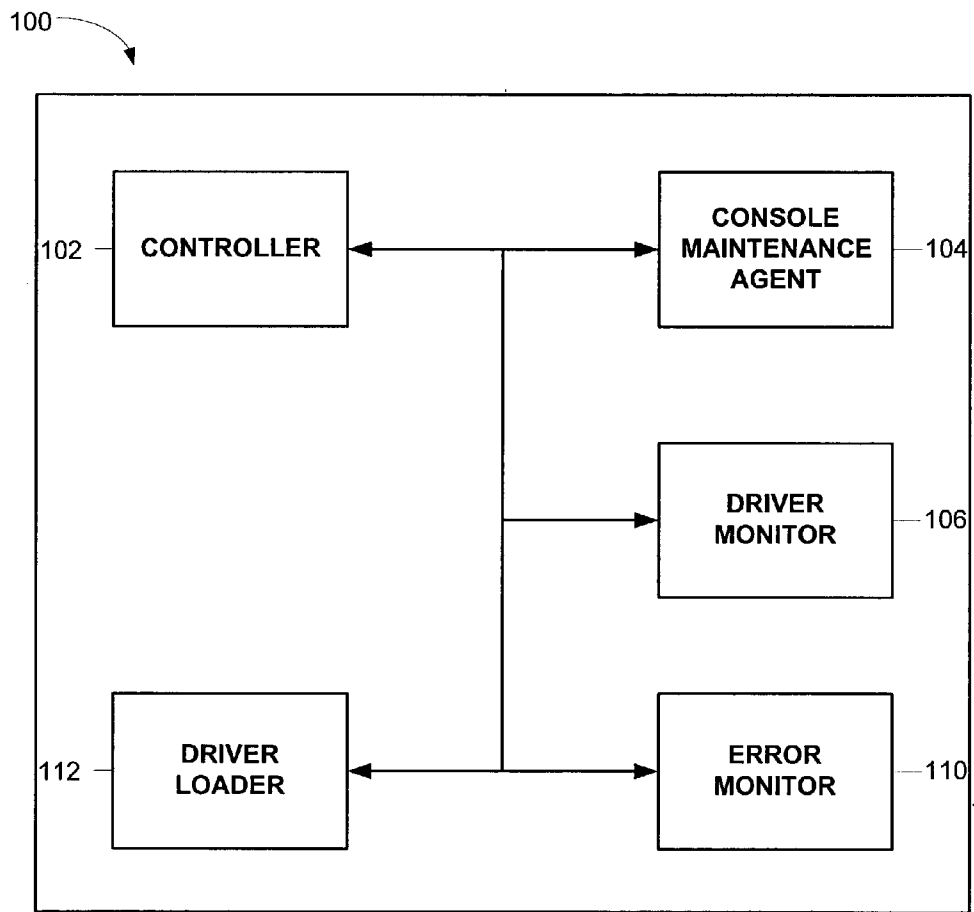 100
102
CONTROLLER
CONSOLE
MAINTENANCE
AGENT
104
DRIVER
MONITOR
106
112
DRIVER
LOADER
ERROR
MONITOR
110